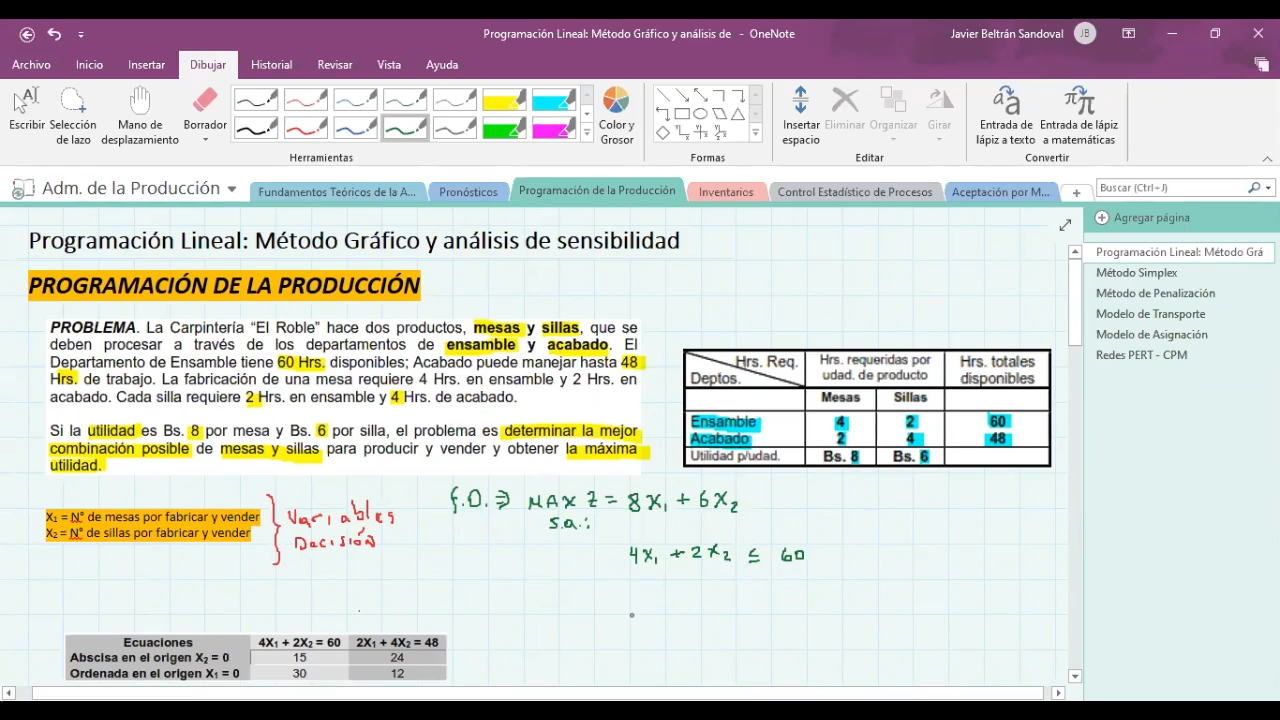 Programación Lineal: Método Gráfico y análisis de - OneNote
Javier Beltrán Sandoval JB
Archivo Inicio Insertar Dibujar Historial Revisar Vista Ayuda
Escribir
Selección de lazo
Mano de desplazamiento
Borrador
Color y Grosor
Insertar espacio
Eliminar
Organizar
Girar
Entrada de lápiz a texto
Entrada de lápiz a matemáticas
Herramientas Formas Editar Convertir
Adm. de la Producción
Fundamentos Teóricos de la A... Pronósticos Programación de la Producción Inventarios Control Estadístico de Procesos Aceptación por M... +
Buscar (Ctrl+J)
Agregar página
Programación Lineal: Método Grá
Método Simplex
Método de Penalización
Modelo de Transporte
Modelo de Asignación
Redes PERT - CPM
Programación Lineal: Método Gráfico y análisis de sensibilidad
PROGRAMACIÓN DE LA PRODUCCIÓN
PROBLEMA. La Carpintería “El Roble” hace dos productos, mesas y sillas, que se
deben procesar a través de los departamentos de ensamble y acabado. El
Departamento de Ensamble tiene 60 Hrs. disponibles; Acabado puede manejar hasta 48
Hrs. de trabajo. La fabricación de una mesa requiere 4 Hrs. en ensamble y 2 Hrs. en
acabado. Cada silla requiere 2 Hrs. en ensamble y 4 Hrs. de acabado.
Si la utilidad es Bs. 8 por mesa y Bs. 6 por silla, el problema es determinar la mejor
combinación posible de mesas y sillas para producir y vender y obtener la máxima
utilidad.
Hrs. Req. Hrs. requeridas por Hrs. totales
Deptos. udad. de producto disponibles
Mesas Sillas
Ensamble 4 2 60
Acabado 2 4 48
Utilidad p/udad. Bs. 8 Bs. 6
X₁ = N° de mesas por fabricar y vender
X₂ = N° de sillas por fabricar y vender
Variables
Decisión
f.O. ⇒ MAX Z = 8X₁ + 6X₂
s.a.:
4X₁ + 2X₂ ≤ 60
Ecuaciones 4X₁ + 2X₂ = 60 2X₁ + 4X₂ = 48
Abscisa en el origen X₂ = 0 15 24
Ordenada en el origen X₁ = 0 30 12